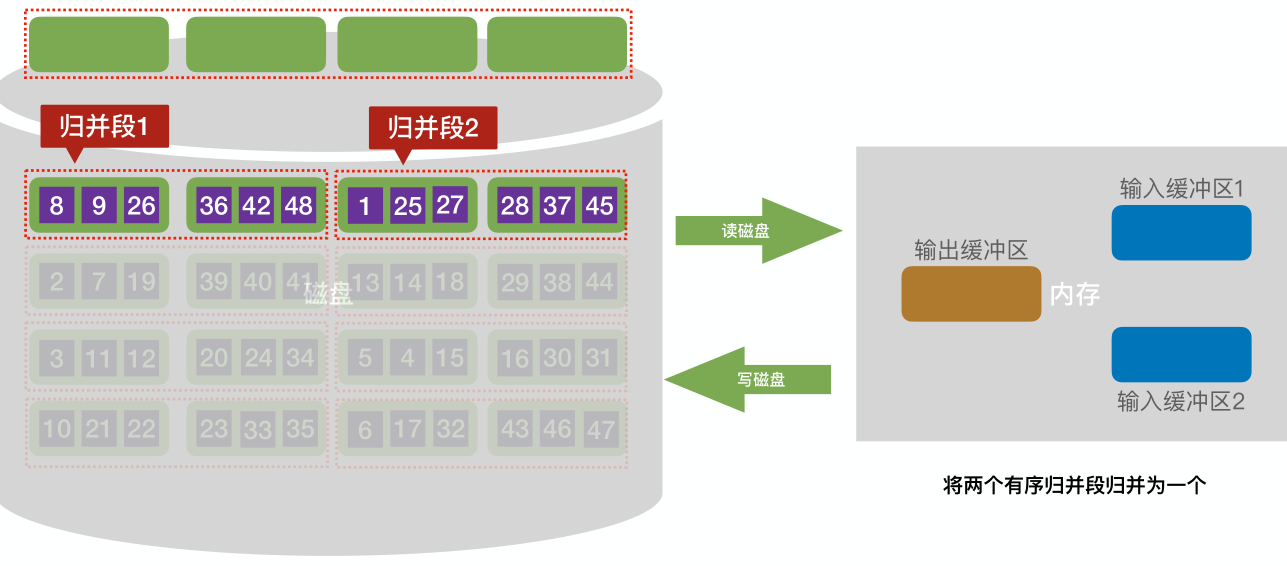 归并段1
归并段2
8 9 26 36 42 48 1 25 27 28 37 45
2 7 19 39 40 41 13 14 18 29 38 44
磁盘
3 11 12 20 24 34 5 4 15 16 30 31
10 21 22 23 33 35 6 17 32 43 46 47
读磁盘
写磁盘
输入缓冲区1
输出缓冲区
内存
输入缓冲区2
将两个有序归并段归并为一个